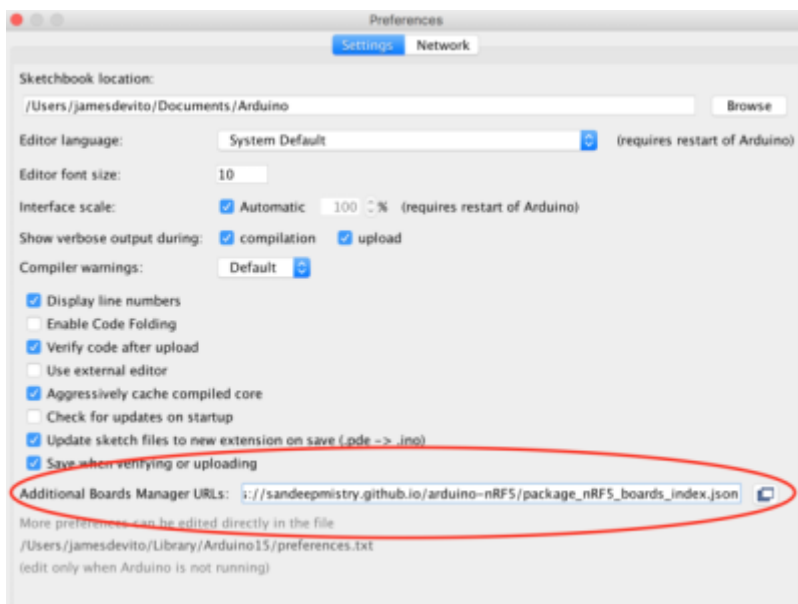 Preferences
Settings Network
Sketchbook location:
/Users/jamesdevito/Documents/Arduino Browse
Editor language: System Default (requires restart of Arduino)
Editor font size: 10
Interface scale: Automatic 100 % (requires restart of Arduino)
Show verbose output during: compilation upload
Compiler warnings: Default
Display line numbers
Enable Code Folding
Verify code after upload
Use external editor
Aggressively cache compiled core
Check for updates on startup
Update sketch files to new extension on save (.pde -> .ino)
Save when verifying or uploading
Additional Boards Manager URLs: s://sandeepmistry.github.io/arduino-nRF5/package_nRF5_boards_index.json
More preferences can be edited directly in the file
/Users/jamesdevito/Library/Arduino15/preferences.txt
(edit only when Arduino is not running)